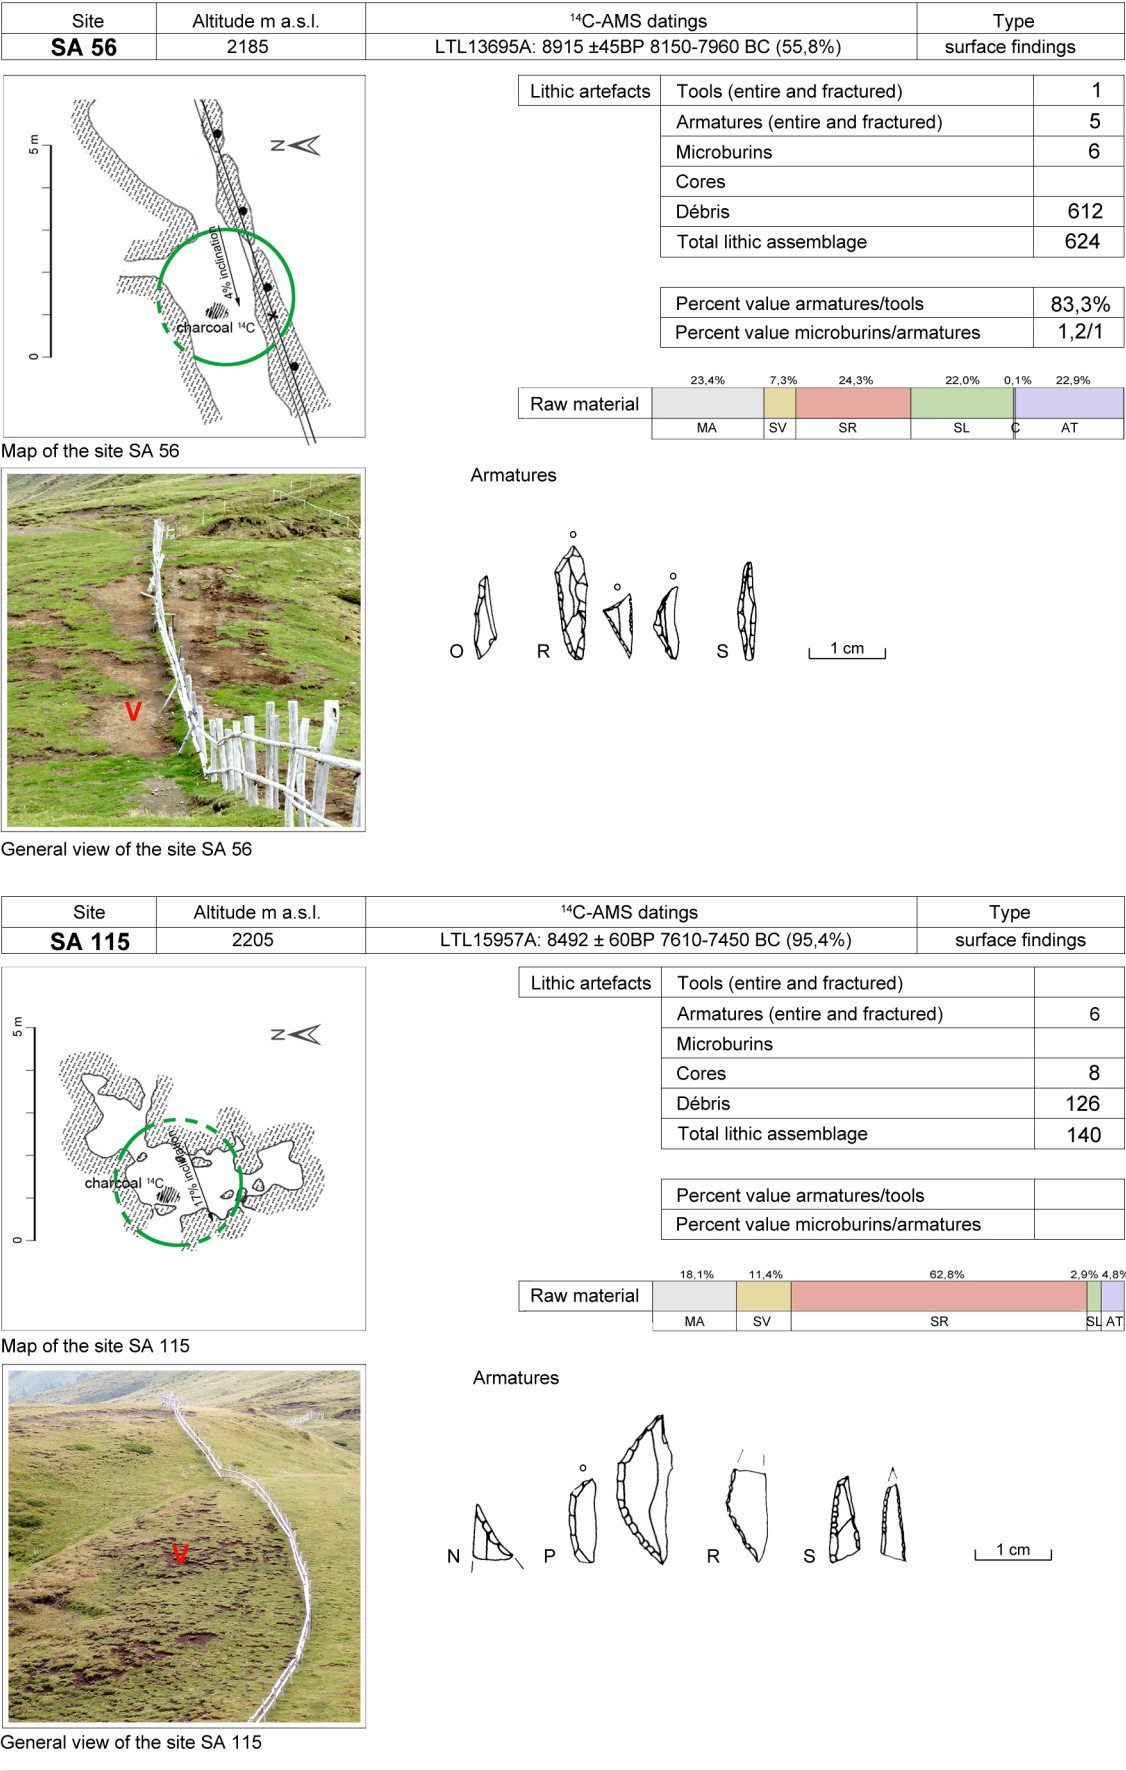 Site Altitude m a.s.l. ¹⁴C-AMS datings Type
SA 56 2185 LTL13695A: 8915 ±45BP 8150-7960 BC (55,8%) surface findings
5 m
0
N
4% inclination
charcoal ¹⁴C
Map of the site SA 56
Lithic artefacts Tools (entire and fractured) 1
Armatures (entire and fractured) 5
Microburins 6
Cores
Débris 612
Total lithic assemblage 624
Percent value armatures/tools 83,3%
Percent value microburins/armatures 1,2/1
23,4% 7,3% 24,3% 22,0% 0,1% 22,9%
Raw material
MA SV SR SL C AT
Armatures
O R S 1 cm
V
General view of the site SA 56
Site Altitude m a.s.l. ¹⁴C-AMS datings Type
SA 115 2205 LTL15957A: 8492 ± 60BP 7610-7450 BC (95,4%) surface findings
5 m
0
N
17% inclination
charcoal ¹⁴C
Map of the site SA 115
Lithic artefacts Tools (entire and fractured)
Armatures (entire and fractured) 6
Microburins
Cores 8
Débris 126
Total lithic assemblage 140
Percent value armatures/tools
Percent value microburins/armatures
18,1% 11,4% 62,8% 2,9% 4,8%
Raw material
MA SV SR SL AT
Armatures
N P R S 1 cm
V
General view of the site SA 115